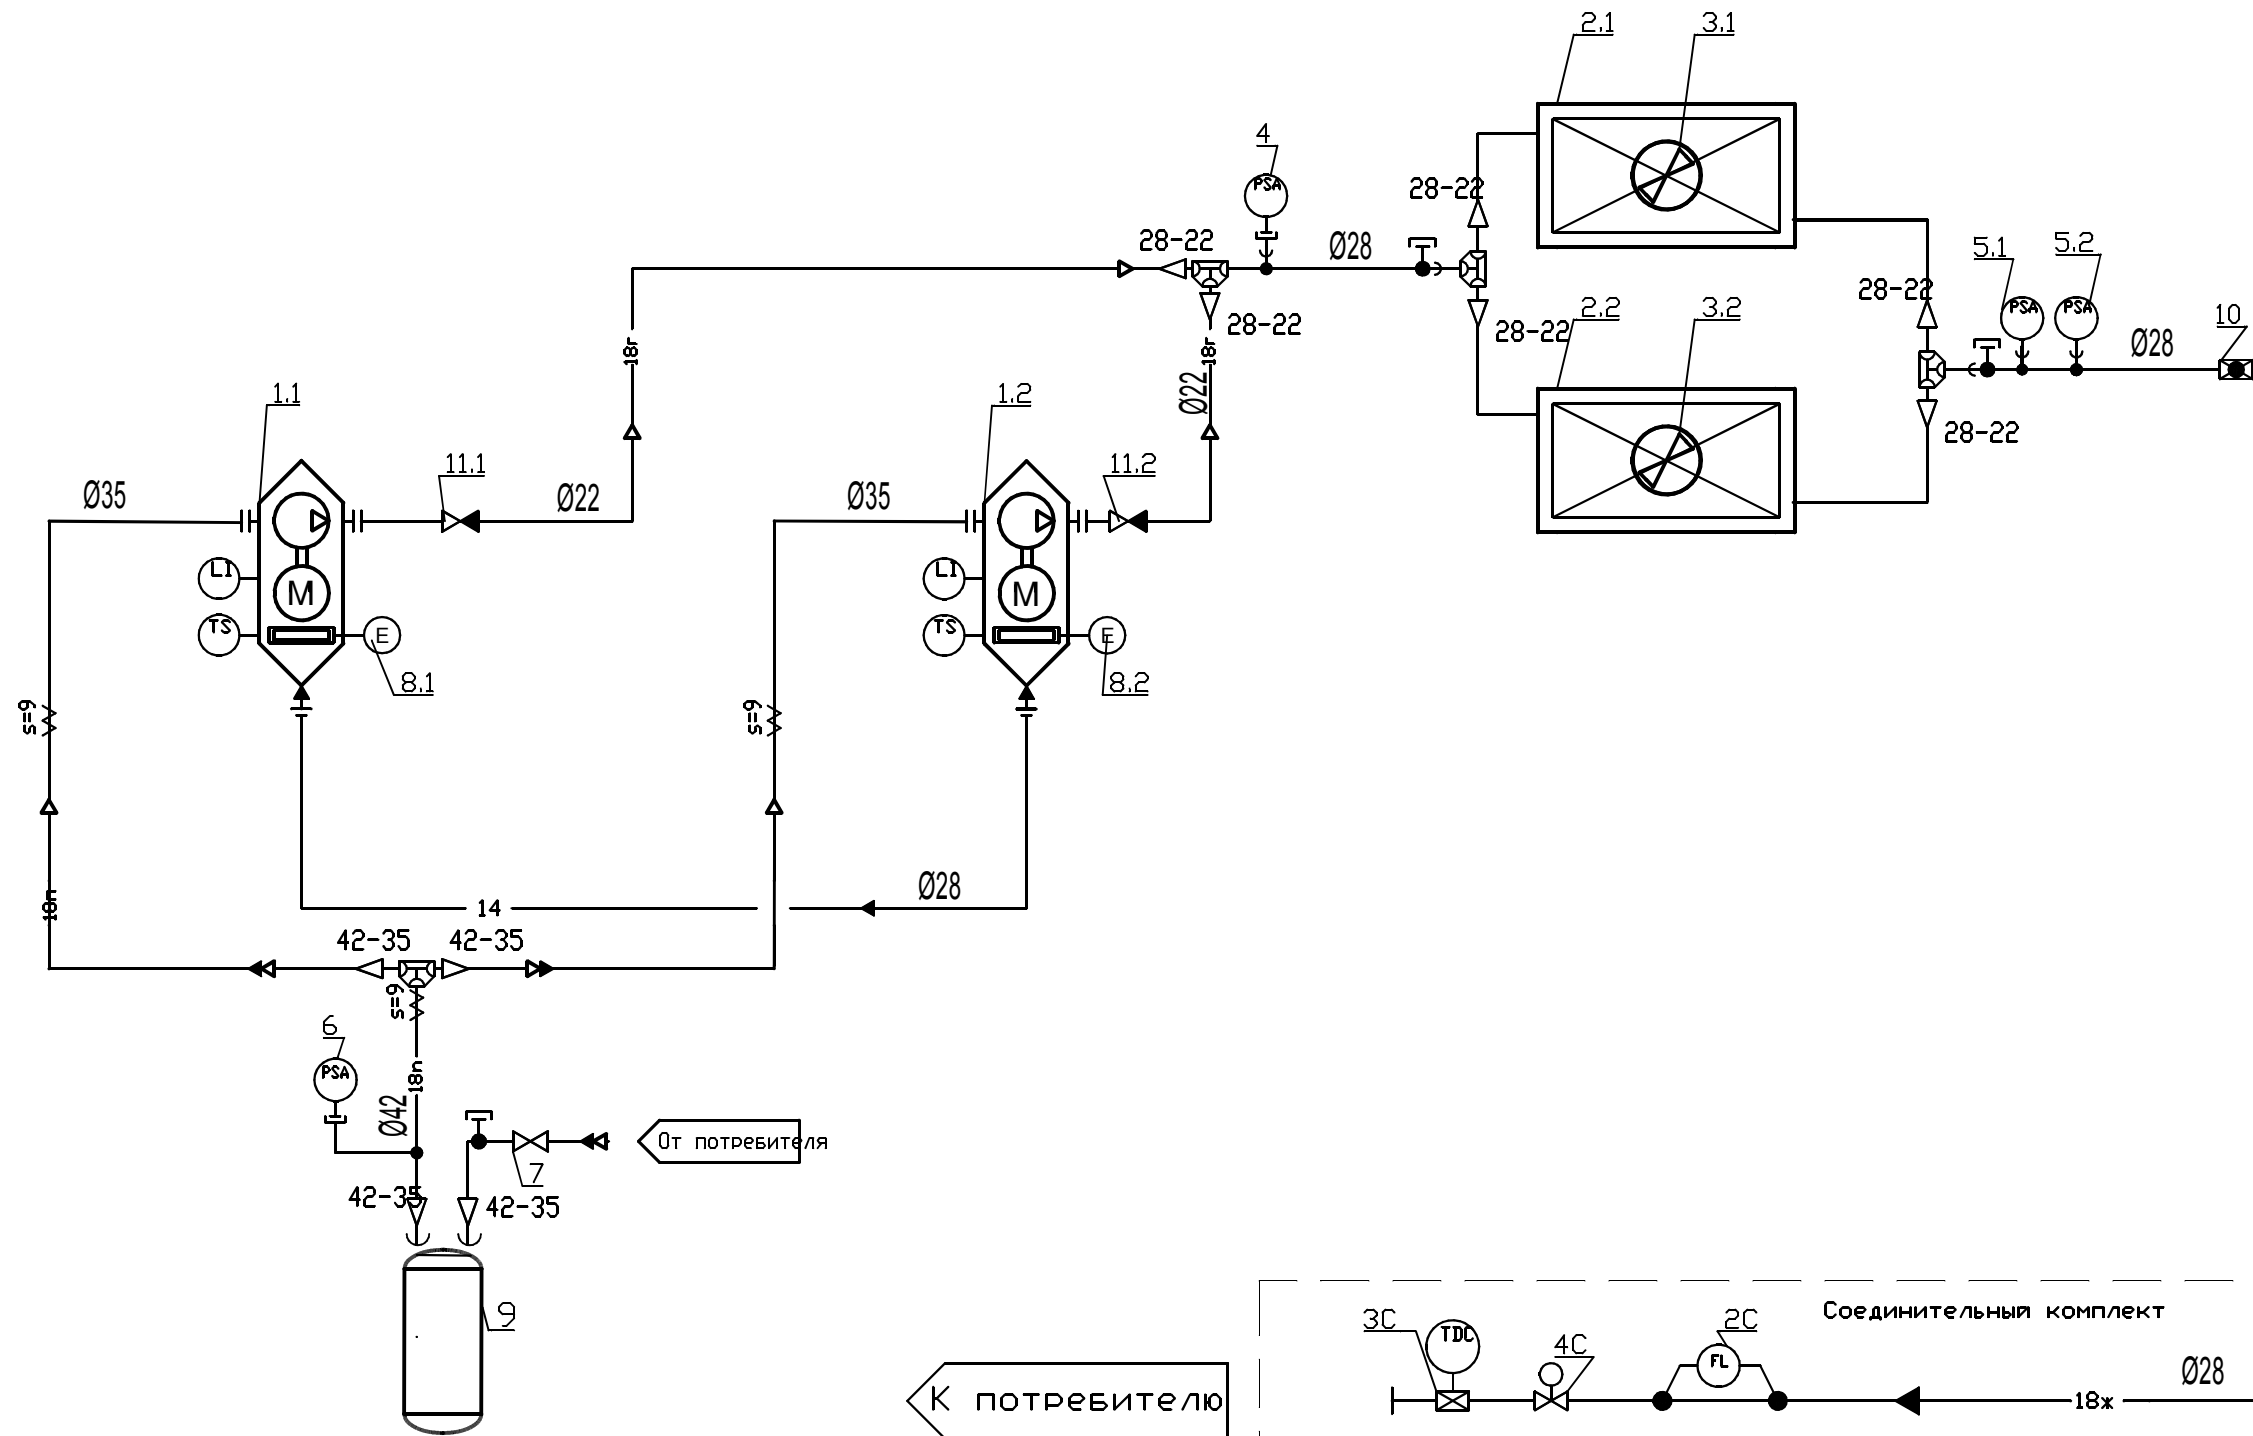 2.1
3.1
4
28-22
28-22
Ø28
PSA
28-22
2.2
3.2
28-22
28-22
5.1
5.2
PSA
PSA
28-22
Ø28
10
28-22
18г
18г
Ø22
1.1
1.2
Ø35
11.1
Ø22
Ø35
11.2
LI
M
TS
E
8.1
LI
M
TS
E
8.2
s=9
s=9
18п
14
Ø28
42-35
42-35
s=9
6
PSA
18п
Ø42
От потребителя
7
42-35
42-35
9
Соединительный комплект
3С
TDC
4С
2С
FL
Ø28
18ж
К потребителю